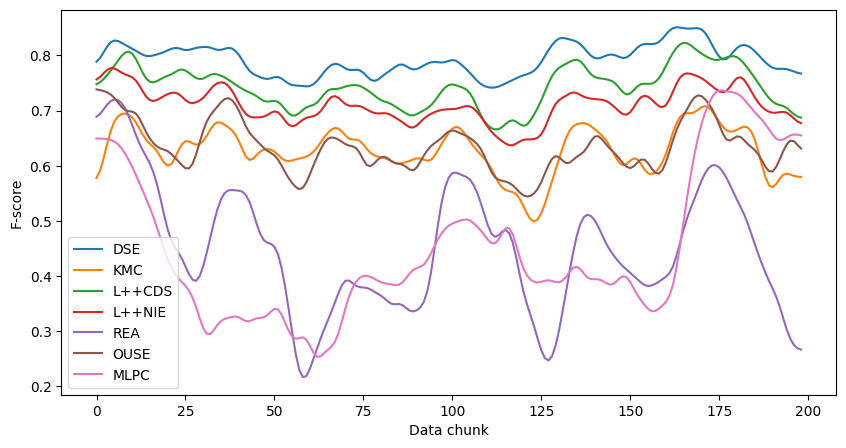 F-score
0.8
0.7
0.6
0.5
0.4
0.3
0.2
DSE
KMC
L++CDS
L++NIE
REA
OUSE
MLPC
0 25 50 75 100 125 150 175 200
Data chunk